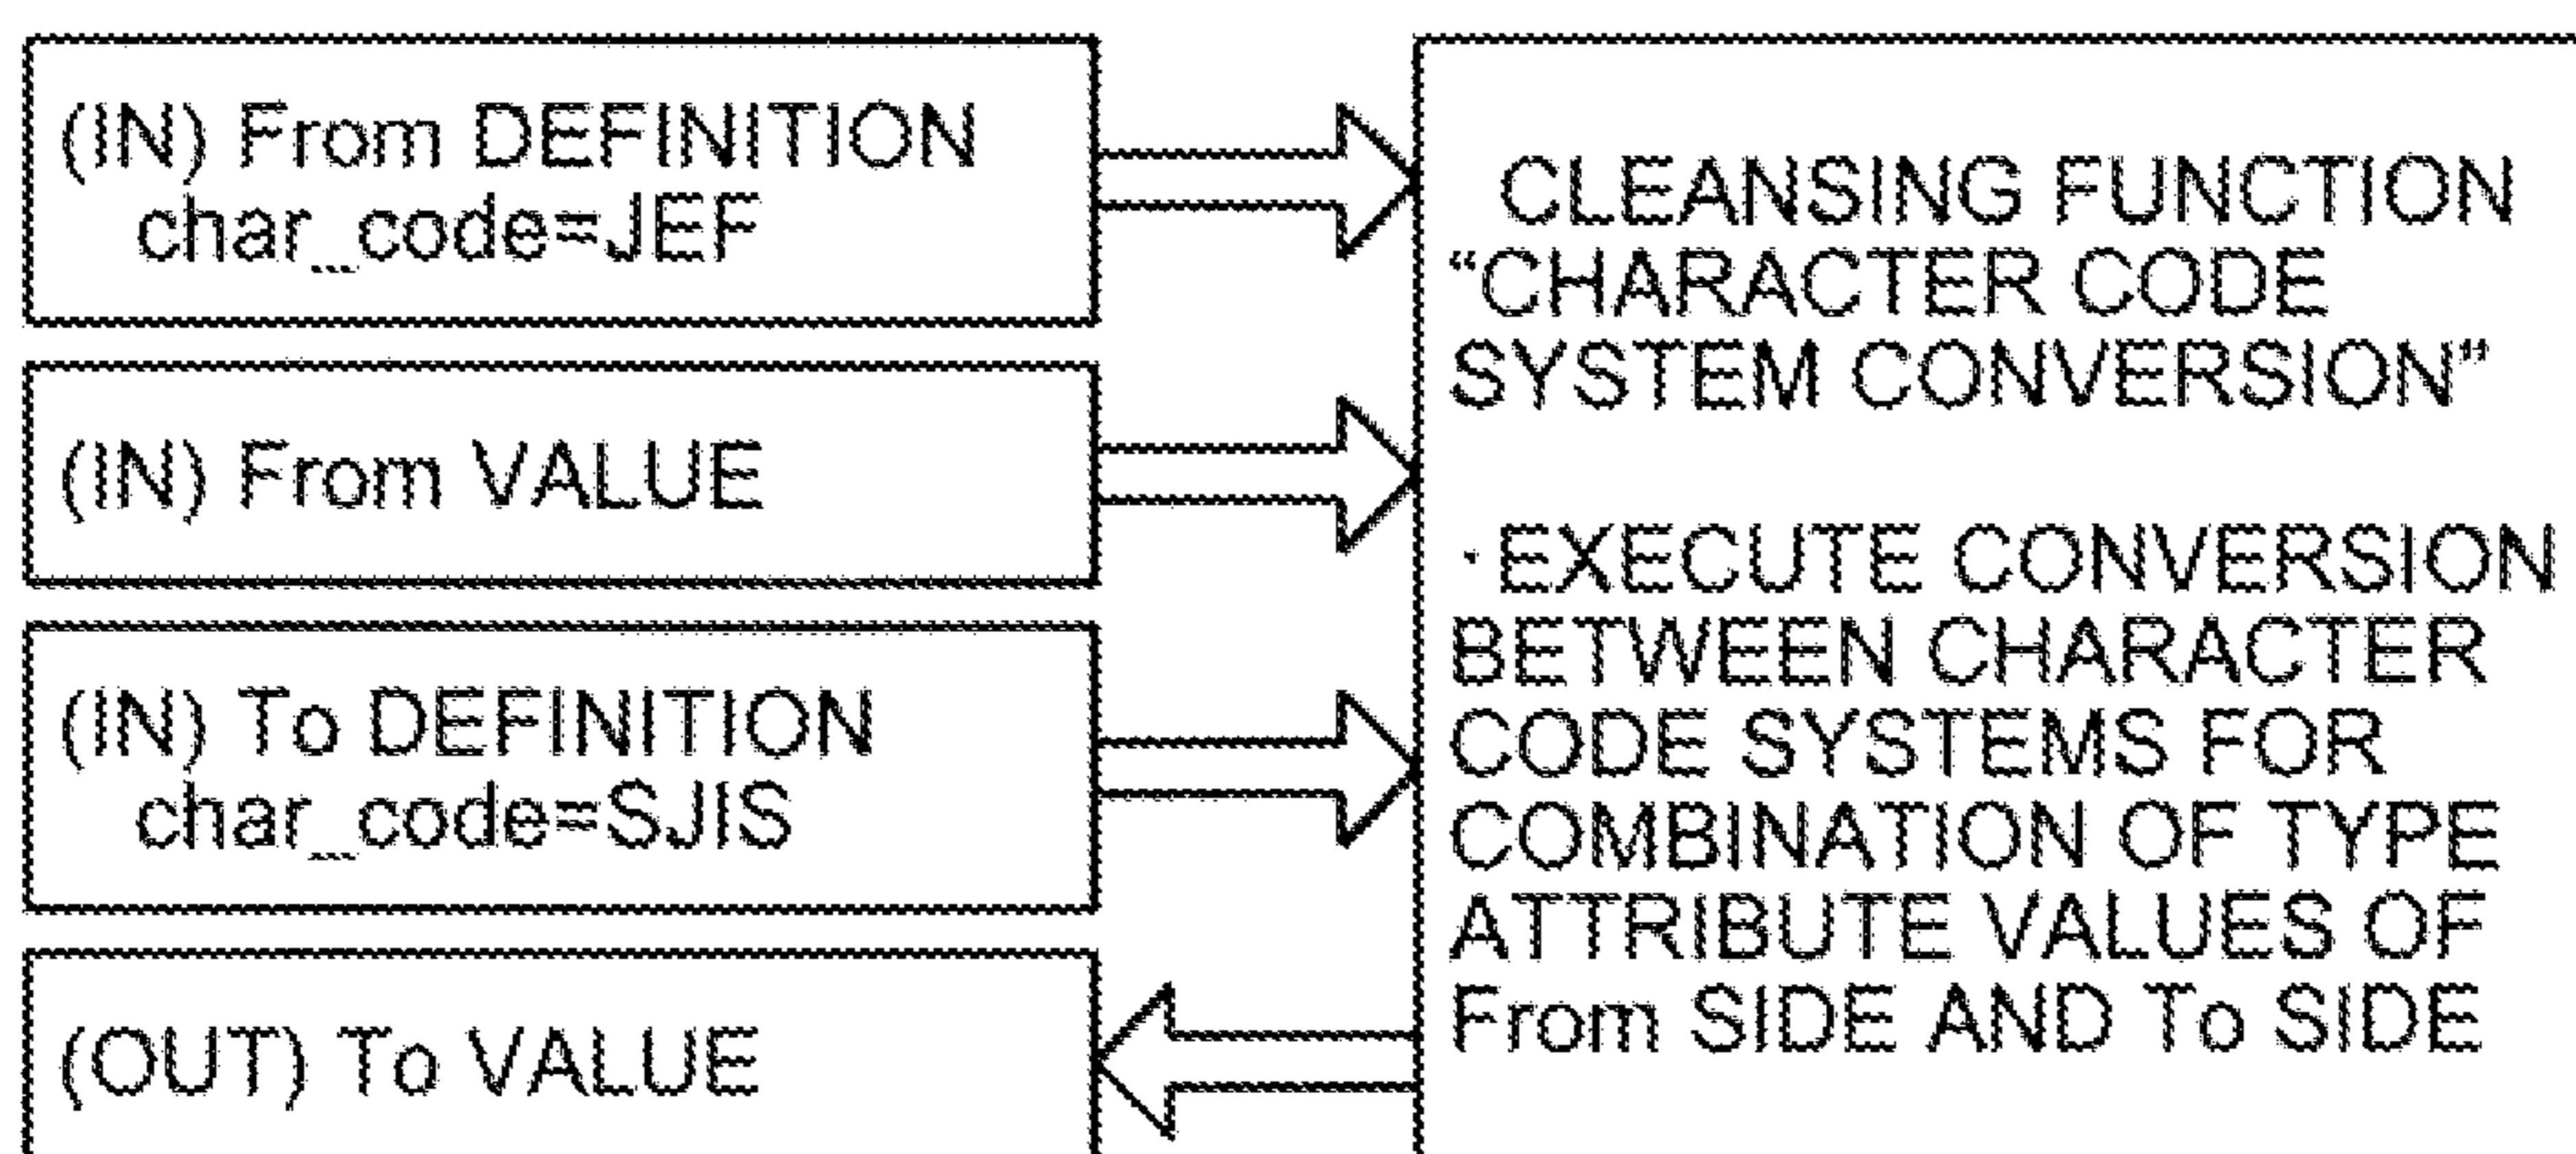 (IN) From DEFINITION
char_code=JEF
(IN) From VALUE
(IN) To DEFINITION
char_code=SJIS
(OUT) To VALUE
CLEANSING FUNCTION
“CHARACTER CODE
SYSTEM CONVERSION”
·EXECUTE CONVERSION
BETWEEN CHARACTER
CODE SYSTEMS FOR
COMBINATION OF TYPE
ATTRIBUTE VALUES OF
From SIDE AND To SIDE